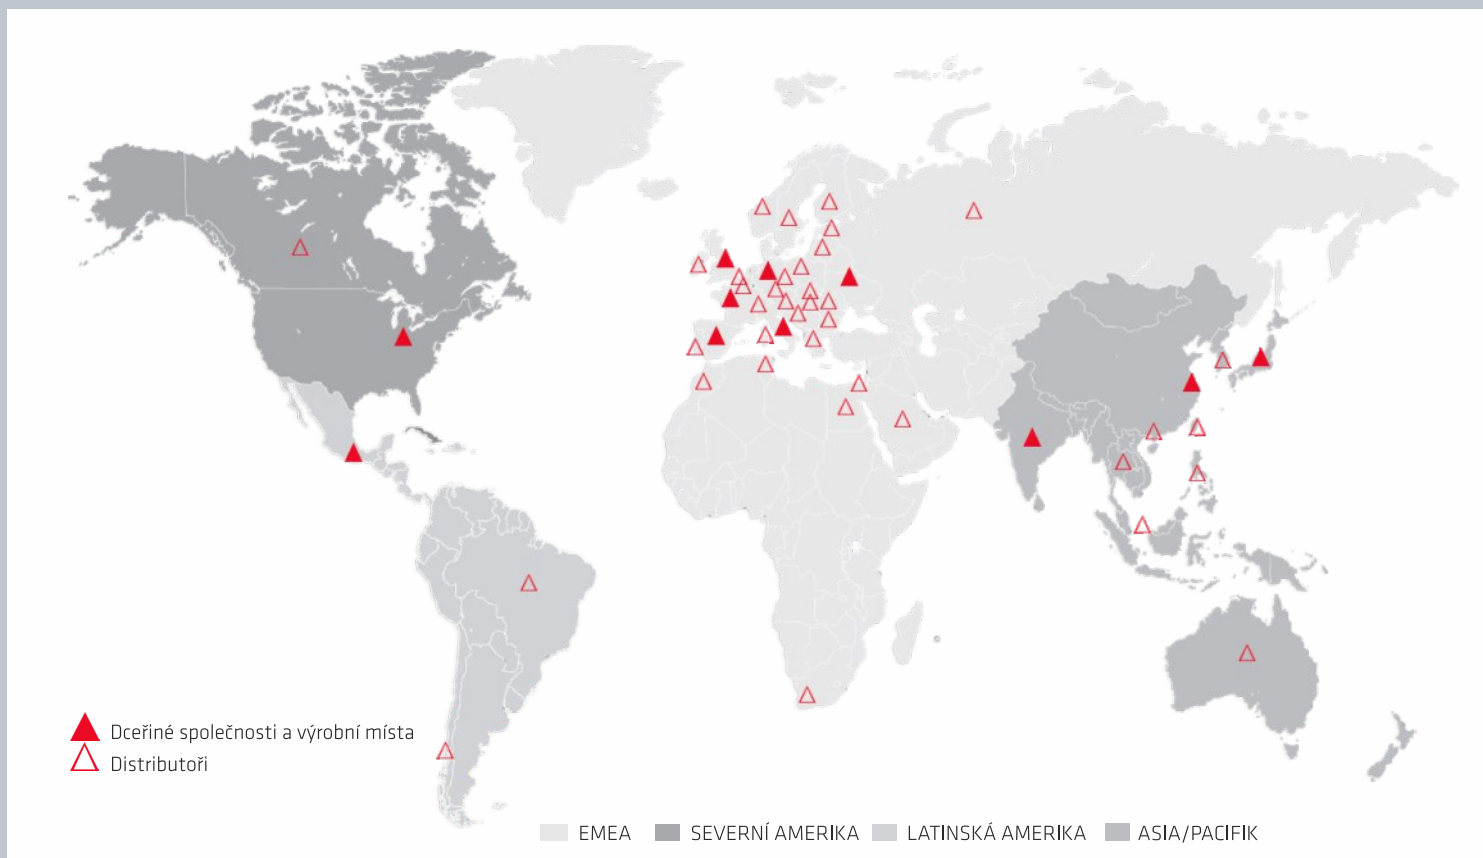 Dceřiné společnosti a výrobní místa
Distributoři
EMEA SEVERNÍ AMERIKA LATINSKÁ AMERIKA ASIA/PACIFIK